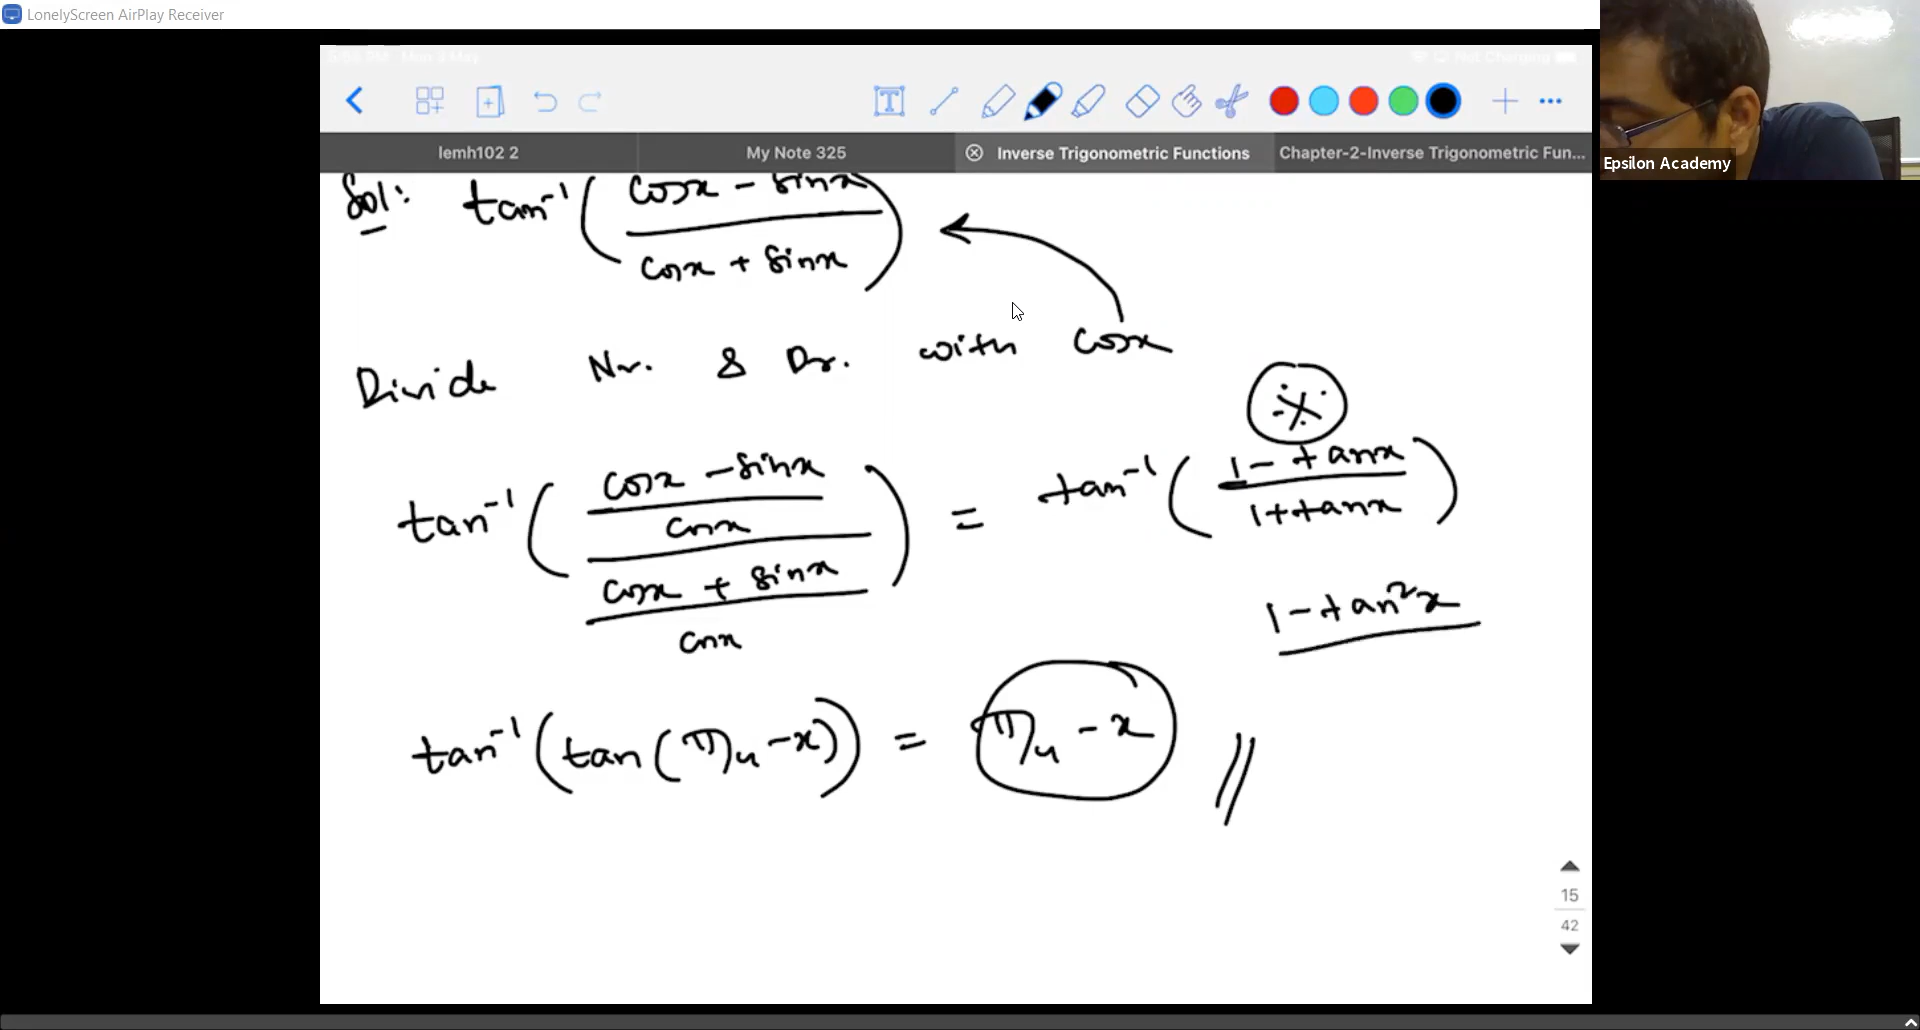 LonelyScreen AirPlay Receiver
lemh102 2
My Note 325
Inverse Trigonometric Functions
Chapter-2-Inverse Trigonometric Fun...
Epsilon Academy
Sol: tan⁻¹( (cosx - sinx) / (cosx + sinx) )
Divide Nr. & Dr. with cosx
tan⁻¹( ((cosx - sinx) / cosx) / ((cosx + sinx) / cosx) ) = tan⁻¹( (1 - tanx) / (1 + tanx) )
1 - tan²x
tan⁻¹(tan(π/4 - x)) = π/4 - x //
15
42